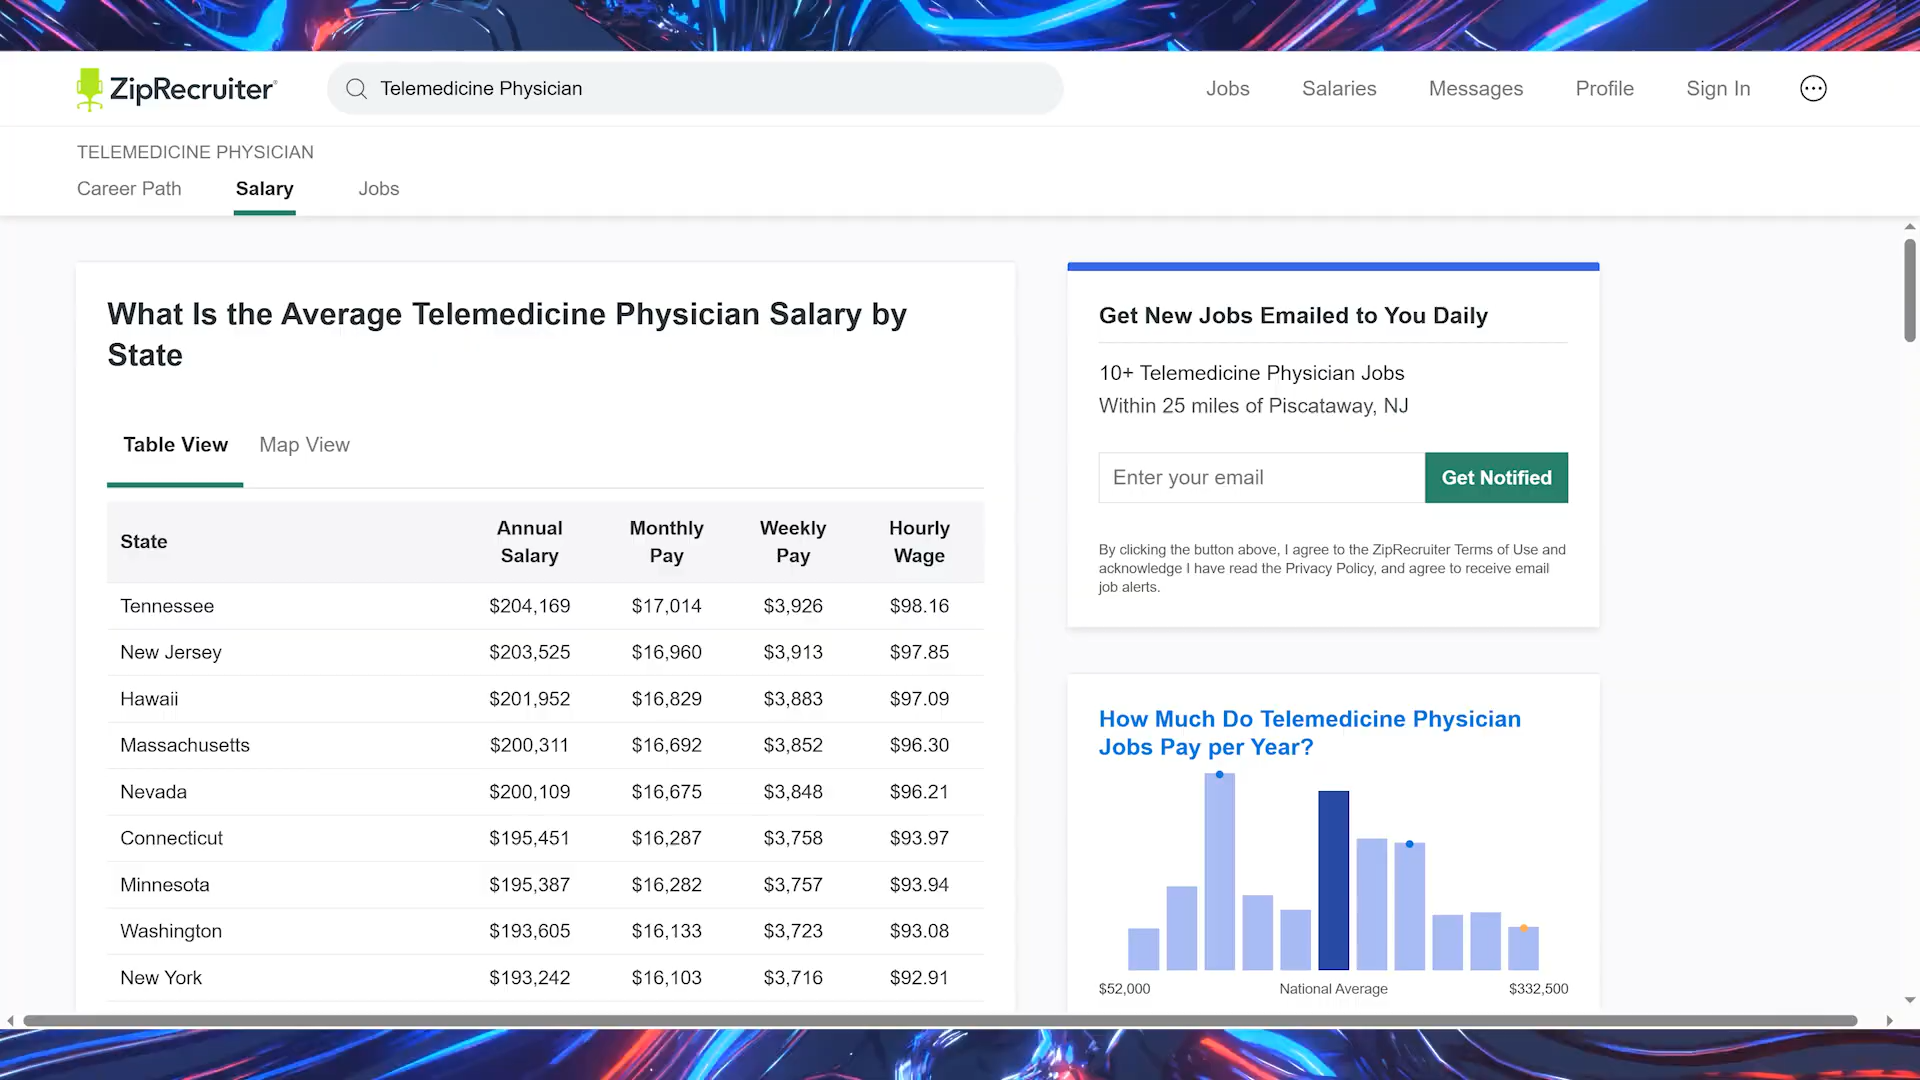 ZipRecruiter
Telemedicine Physician
Jobs
Salaries
Messages
Profile
Sign In
TELEMEDICINE PHYSICIAN
Career Path
Salary
Jobs
What Is the Average Telemedicine Physician Salary by
State
Table View
Map View
State
Annual
Salary
Monthly
Pay
Weekly
Pay
Hourly
Wage
Tennessee $204,169 $17,014 $3,926 $98.16
New Jersey $203,525 $16,960 $3,913 $97.85
Hawaii $201,952 $16,829 $3,883 $97.09
Massachusetts $200,311 $16,692 $3,852 $96.30
Nevada $200,109 $16,675 $3,848 $96.21
Connecticut $195,451 $16,287 $3,758 $93.97
Minnesota $195,387 $16,282 $3,757 $93.94
Washington $193,605 $16,133 $3,723 $93.08
New York $193,242 $16,103 $3,716 $92.91
Get New Jobs Emailed to You Daily
10+ Telemedicine Physician Jobs
Within 25 miles of Piscataway, NJ
Enter your email
Get Notified
By clicking the button above, I agree to the ZipRecruiter Terms of Use and
acknowledge I have read the Privacy Policy, and agree to receive email
job alerts.
How Much Do Telemedicine Physician
Jobs Pay per Year?
$52,000
National Average
$332,500